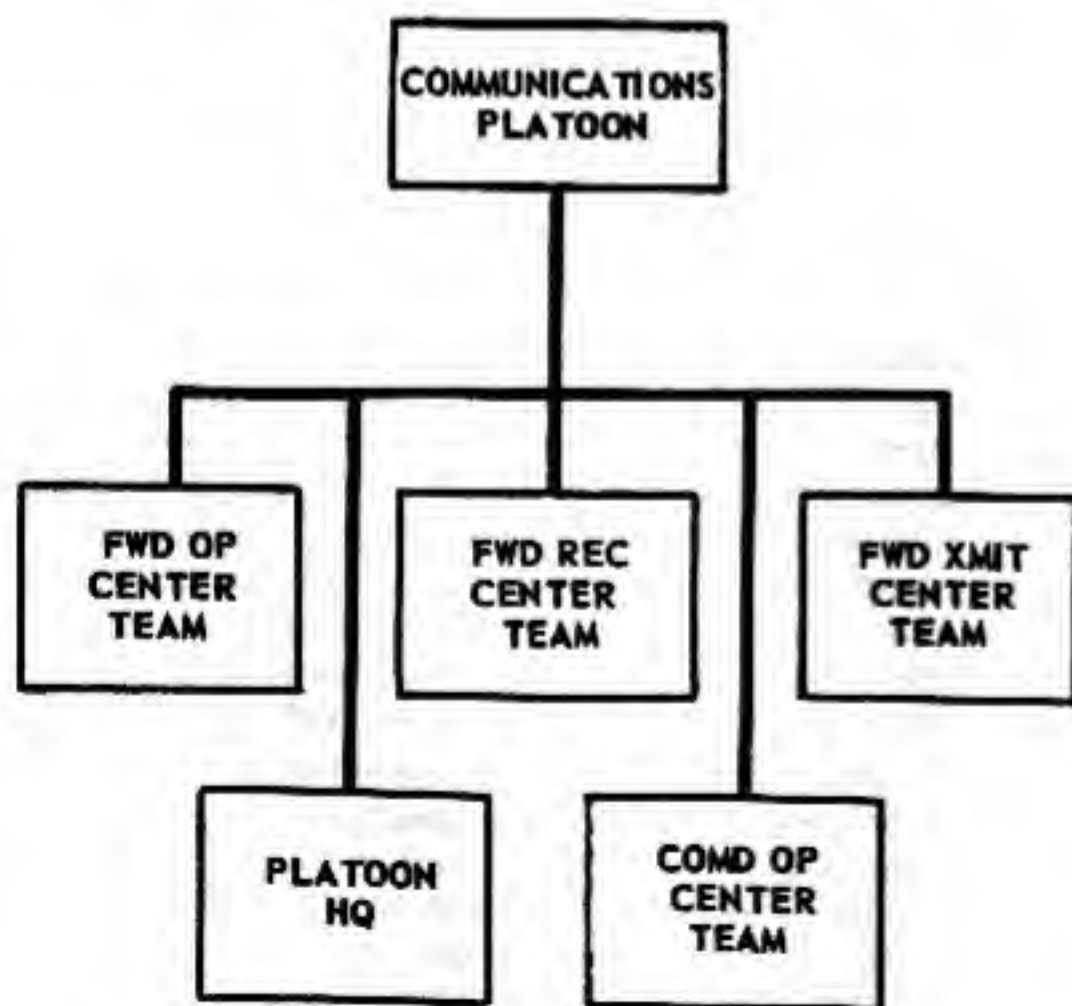 COMMUNICATIONS
PLATOON
FWD OP
CENTER
TEAM
FWD REC
CENTER
TEAM
FWD XMIT
CENTER
TEAM
PLATOON
HQ
COMD OP
CENTER
TEAM